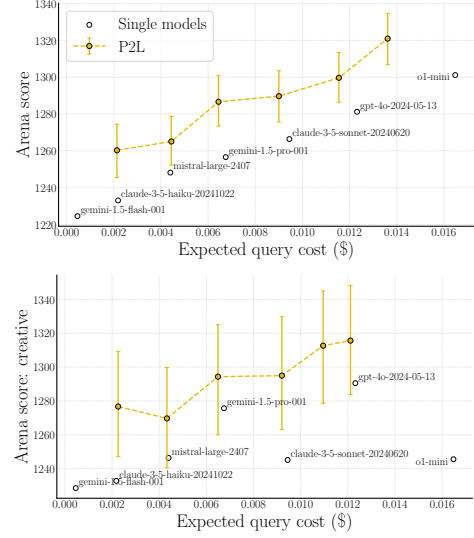 1340
1320
1300
1280
1260
1240
1220
Arena score
Single models
P2L
o1-mini
gpt-4o-2024-05-13
claude-3-5-sonnet-20240620
gemini-1.5-pro-001
mistral-large-2407
claude-3-5-haiku-20241022
gemini-1.5-flash-001
0.000 0.002 0.004 0.006 0.008 0.010 0.012 0.014 0.016
Expected query cost ($)
1340
1320
1300
1280
1260
1240
Arena score: creative
gpt-4o-2024-05-13
gemini-1.5-pro-001
mistral-large-2407
claude-3-5-sonnet-20240620
o1-mini
claude-3-5-haiku-20241022
gemini-1.5-flash-001
0.000 0.002 0.004 0.006 0.008 0.010 0.012 0.014 0.016
Expected query cost ($)